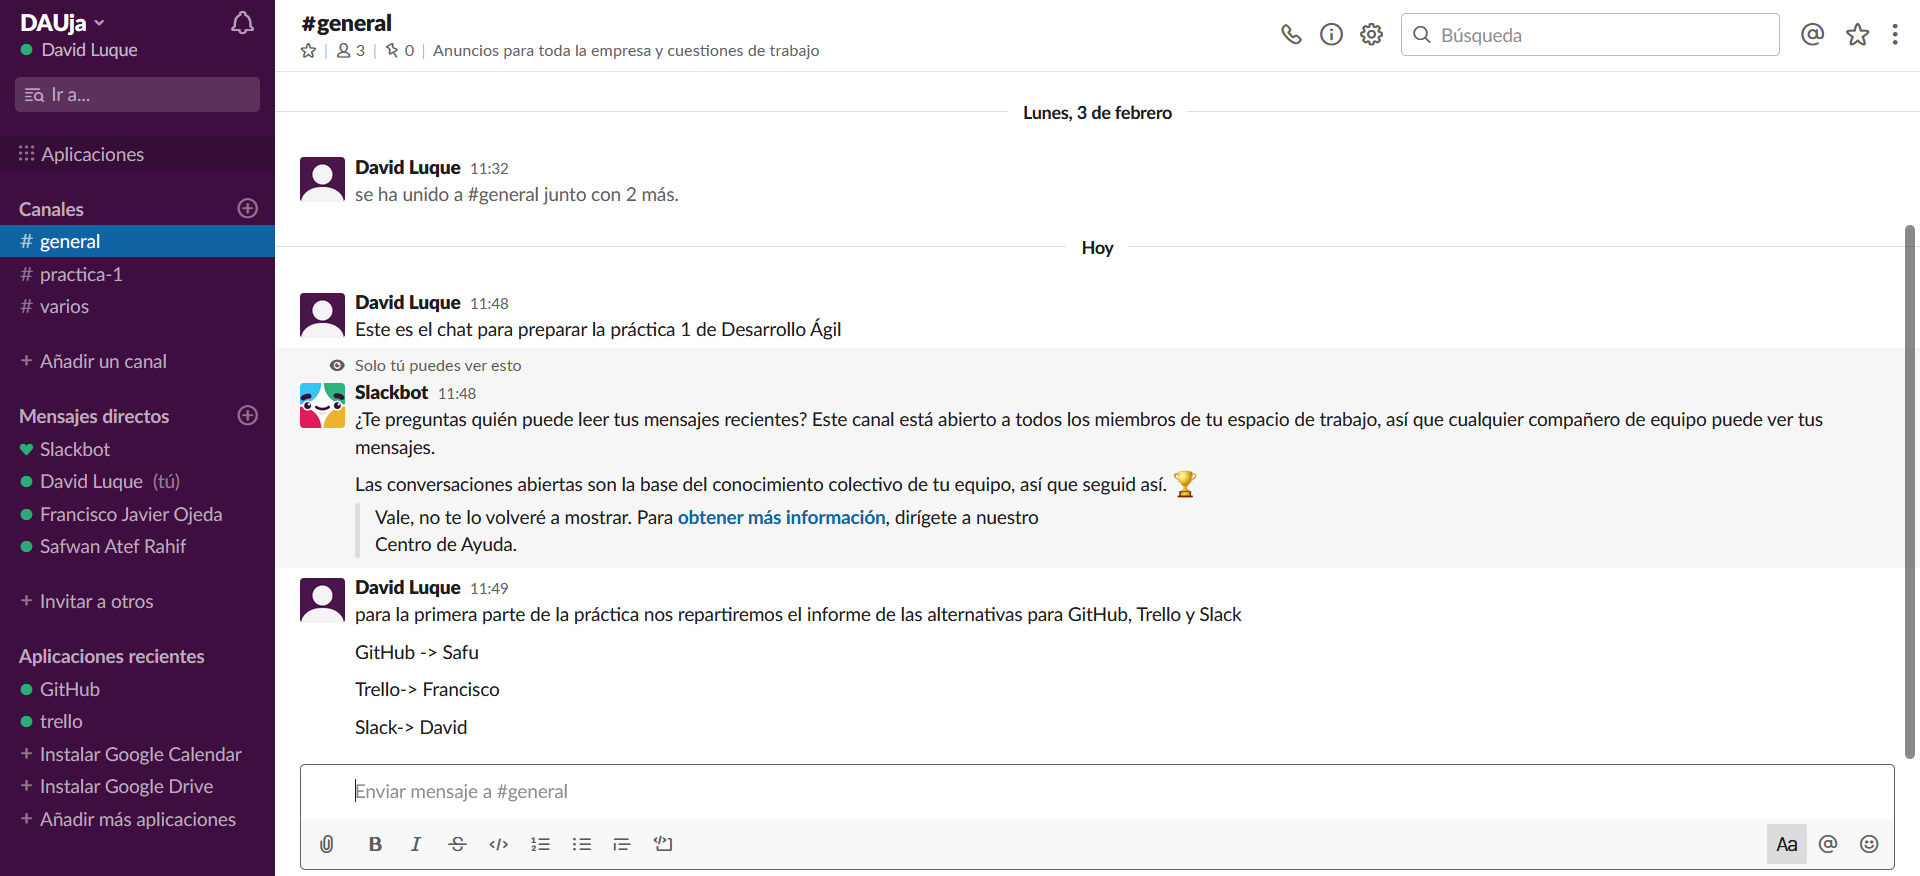 DAUja
David Luque
Ir a...
Aplicaciones
Canales
# general
# practica-1
# varios
+ Añadir un canal
Mensajes directos
Slackbot
David Luque (tú)
Francisco Javier Ojeda
Safwan Atef Rahif
+ Invitar a otros
Aplicaciones recientes
GitHub
trello
+ Instalar Google Calendar
+ Instalar Google Drive
+ Añadir más aplicaciones
#general
3 | 0 | Anuncios para toda la empresa y cuestiones de trabajo
Búsqueda
Lunes, 3 de febrero
David Luque 11:32
se ha unido a #general junto con 2 más.
Hoy
David Luque 11:48
Este es el chat para preparar la práctica 1 de Desarrollo Ágil
Solo tú puedes ver esto
Slackbot 11:48
¿Te preguntas quién puede leer tus mensajes recientes? Este canal está abierto a todos los miembros de tu espacio de trabajo, así que cualquier compañero de equipo puede ver tus
mensajes.
Las conversaciones abiertas son la base del conocimiento colectivo de tu equipo, así que seguid así. 🏆
Vale, no te lo volveré a mostrar. Para obtener más información, dirígete a nuestro
Centro de Ayuda.
David Luque 11:49
para la primera parte de la práctica nos repartiremos el informe de las alternativas para GitHub, Trello y Slack
GitHub -> Safu
Trello-> Francisco
Slack-> David
Enviar mensaje a #general
B I S </> Aa @